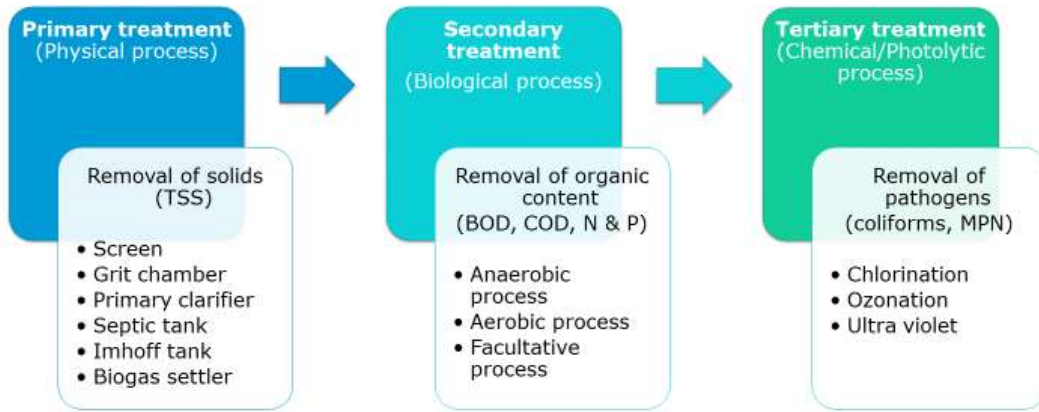 Primary treatment
(Physical process)
Removal of solids
(TSS)
• Screen
• Grit chamber
• Primary clarifier
• Septic tank
• Imhoff tank
• Biogas settler
Secondary
treatment
(Biological process)
Removal of organic
content
(BOD, COD, N & P)
• Anaerobic
process
• Aerobic process
• Facultative
process
Tertiary treatment
(Chemical/Photolytic
process)
Removal of
pathogens
(coliforms, MPN)
• Chlorination
• Ozonation
• Ultra violet